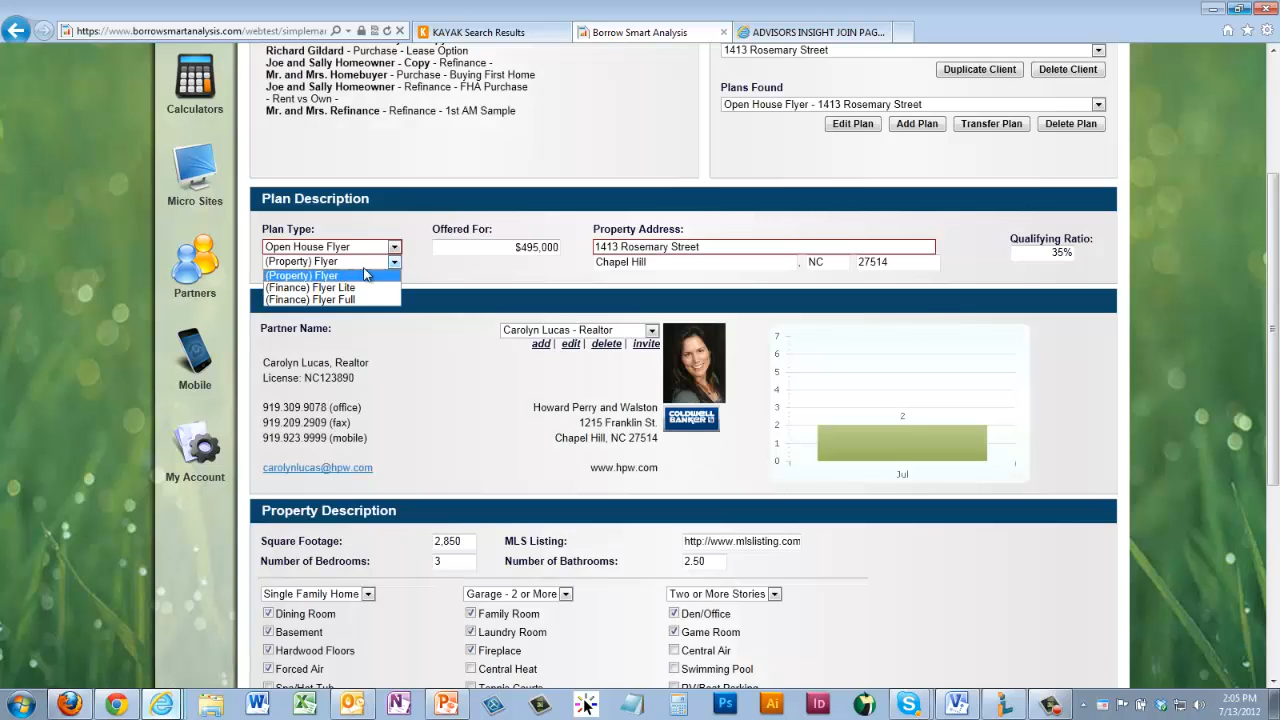 https://www.borrowsmartanalysis.com/webtest/simplemar
KAYAK Search Results
Borrow Smart Analysis
ADVISORS INSIGHT JOIN PAG...
Richard Gildard - Purchase - Lease Option
Joe and Sally Homeowner - Copy - Refinance -
Mr. and Mrs. Homebuyer - Purchase - Buying First Home
Joe and Sally Homeowner - Refinance - FHA Purchase
- Rent vs Own -
Mr. and Mrs. Refinance - Refinance - 1st AM Sample
1413 Rosemary Street
Duplicate Client
Delete Client
Plans Found
Open House Flyer - 1413 Rosemary Street
Edit Plan
Add Plan
Transfer Plan
Delete Plan
Calculators
Micro Sites
Partners
Mobile
My Account
Plan Description
Plan Type:
Open House Flyer
(Property) Flyer
(Property) Flyer
(Finance) Flyer Lite
(Finance) Flyer Full
Offered For:
$495,000
Property Address:
1413 Rosemary Street
Chapel Hill , NC 27514
Qualifying Ratio:
35%
Partner Name:
Carolyn Lucas - Realtor
add | edit | delete | invite
Carolyn Lucas, Realtor
License: NC123890
919.309.9078 (office)
919.209.2909 (fax)
919.923.9999 (mobile)
carolynlucas@hpw.com
Howard Perry and Walston
1215 Franklin St.
Chapel Hill, NC 27514
www.hpw.com
COLDWELL
BANKER
7
6
5
4
3
2
1
0
2
Jul
Property Description
Square Footage: 2,850
MLS Listing: http://www.mlslisting.com
Number of Bedrooms: 3
Number of Bathrooms: 2.50
Single Family Home
Garage - 2 or More
Two or More Stories
Dining Room
Family Room
Den/Office
Basement
Laundry Room
Game Room
Hardwood Floors
Fireplace
Central Air
Forced Air
Central Heat
Swimming Pool
Spa/Hot Tub
Tennis Courts
RV/Boat Parking
2:05 PM
7/13/2012